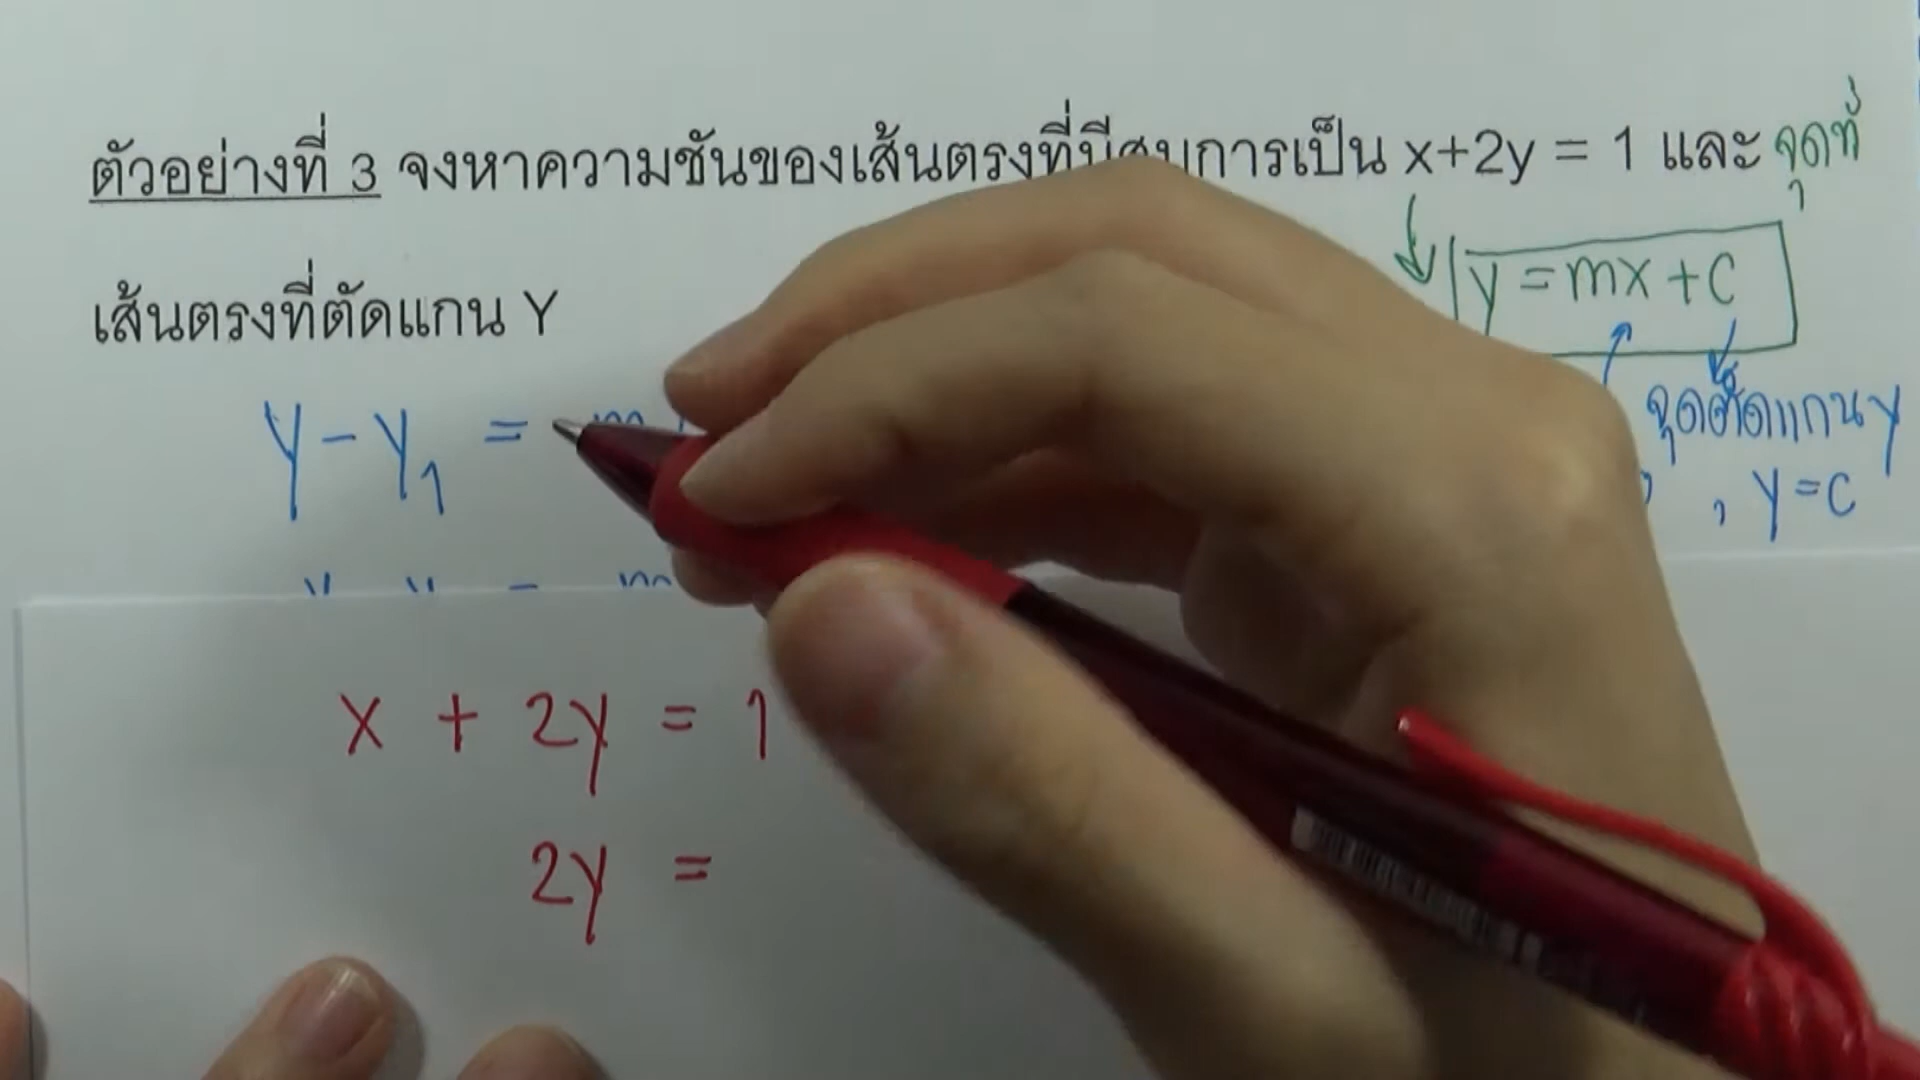 ตัวอย่างที่ 3 จงหาความชันของเส้นตรงที่มีสมการเป็น x+2y = 1 และ จุดที่
เส้นตรงที่ตัดแกน Y
y = mx + c
y - y₁ = m
จุดตัดแกน y
, y = c
x + 2y = 1
2y =